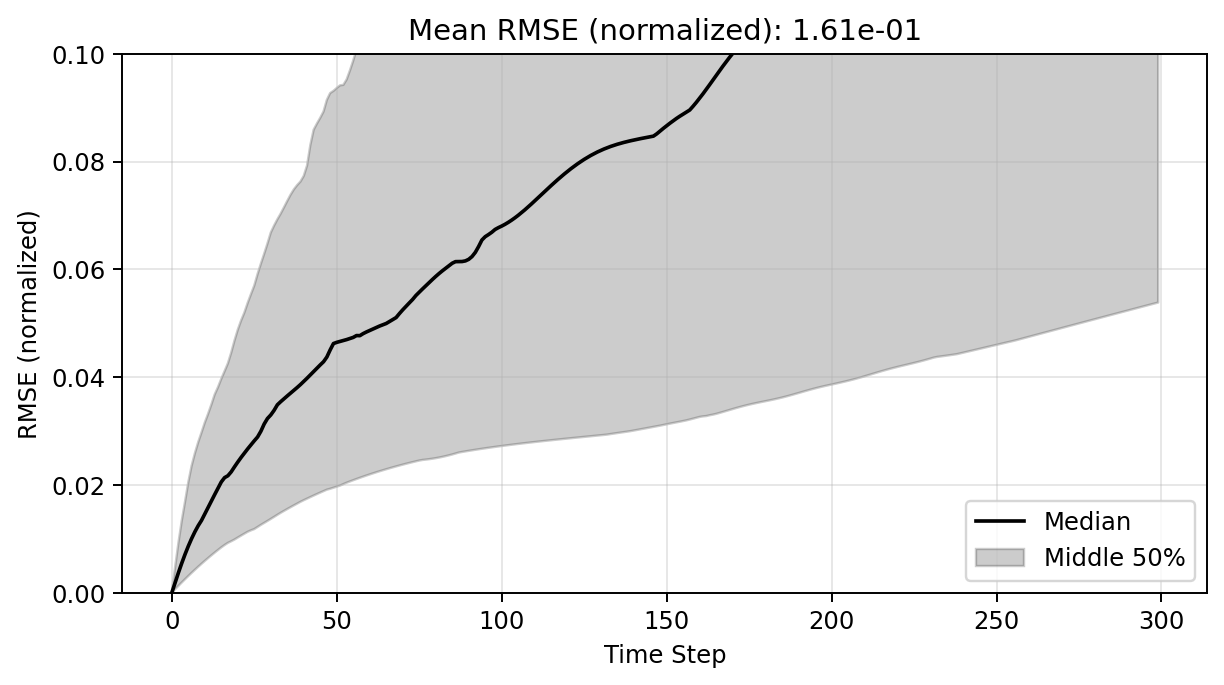 Mean RMSE (normalized): 1.61e-01
RMSE (normalized)
0.10
0.08
0.06
0.04
0.02
0.00
0 50 100 150 200 250 300
Time Step
Median
Middle 50%